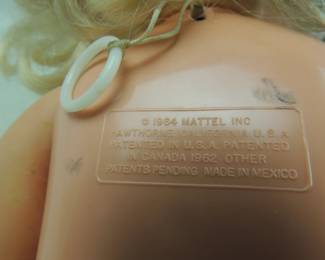 © 1964 MATTEL INC
HAWTHORNE, CALIFORNIA U.S.A.
PATENTED IN U.S.A. PATENTED
IN CANADA 1962 OTHER
PATENTS PENDING MADE IN MEXICO